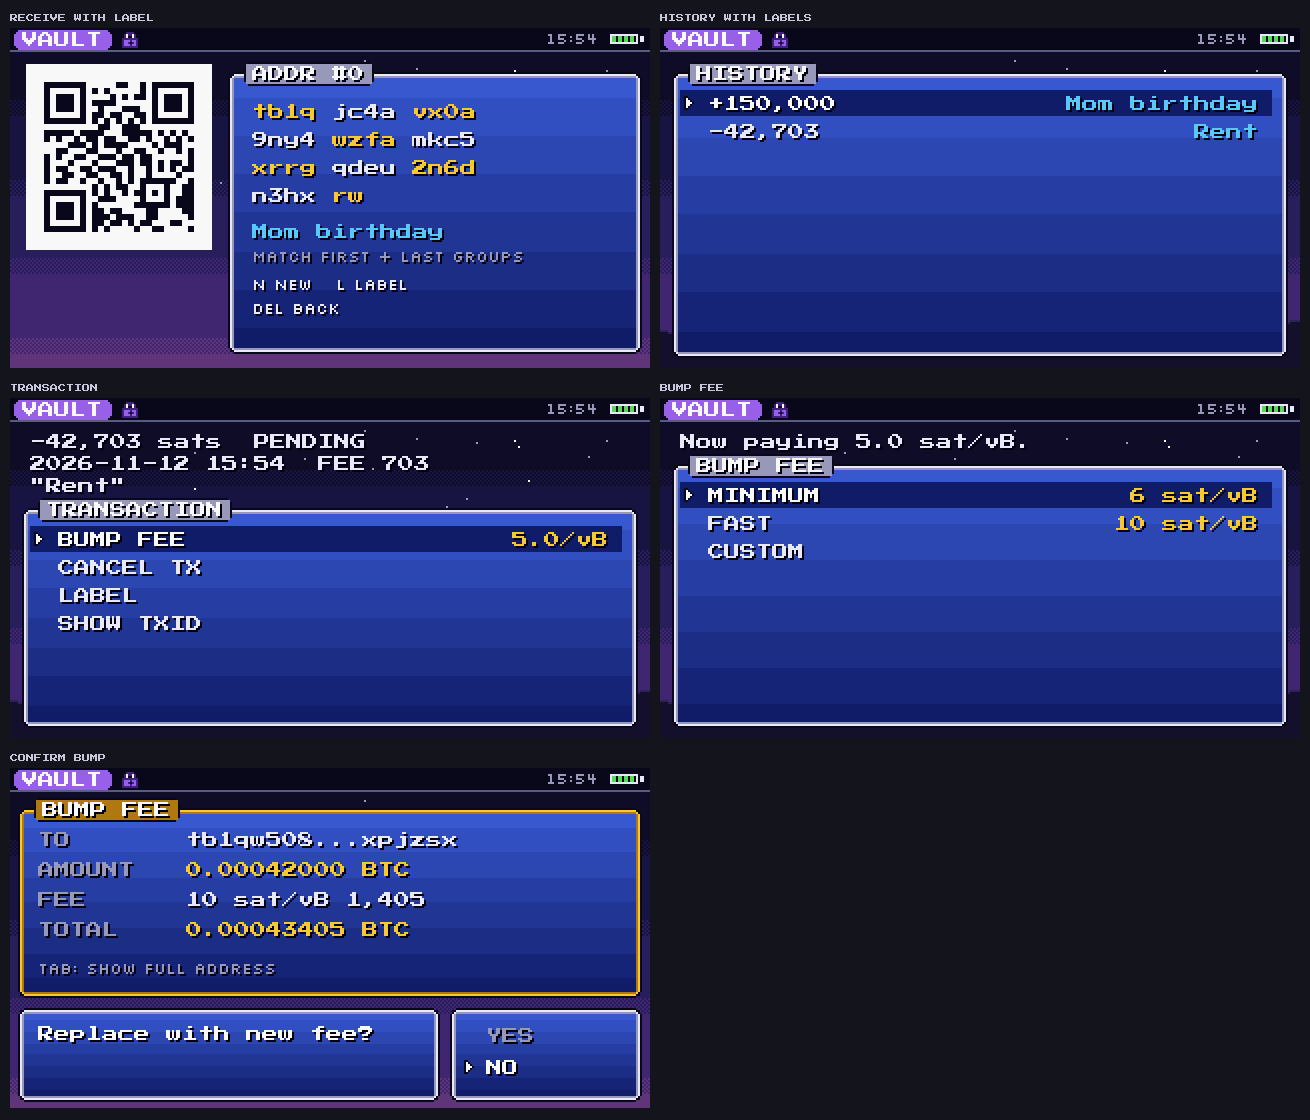 RECEIVE WITH LABEL
VAULT 15:54
ADDR #0
tb1q jc4a vx0a
9ny4 wzfa mkc5
xrrg qdeu 2n6d
n3hx rw
Mom birthday
MATCH FIRST + LAST GROUPS
N NEW L LABEL
DEL BACK
HISTORY WITH LABELS
VAULT 15:54
HISTORY
+150,000 Mom birthday
-42,703 Rent
TRANSACTION
VAULT 15:54
-42,703 sats PENDING
2026-11-12 15:54 FEE 703
"Rent"
TRANSACTION
BUMP FEE 5.0/vB
CANCEL TX
LABEL
SHOW TXID
BUMP FEE
VAULT 15:54
Now paying 5.0 sat/vB.
BUMP FEE
MINIMUM 6 sat/vB
FAST 10 sat/vB
CUSTOM
CONFIRM BUMP
VAULT 15:54
BUMP FEE
TO tb1qw508...xpjzsx
AMOUNT 0.00042000 BTC
FEE 10 sat/vB 1,405
TOTAL 0.00043405 BTC
TAB: SHOW FULL ADDRESS
Replace with new fee?
YES
NO